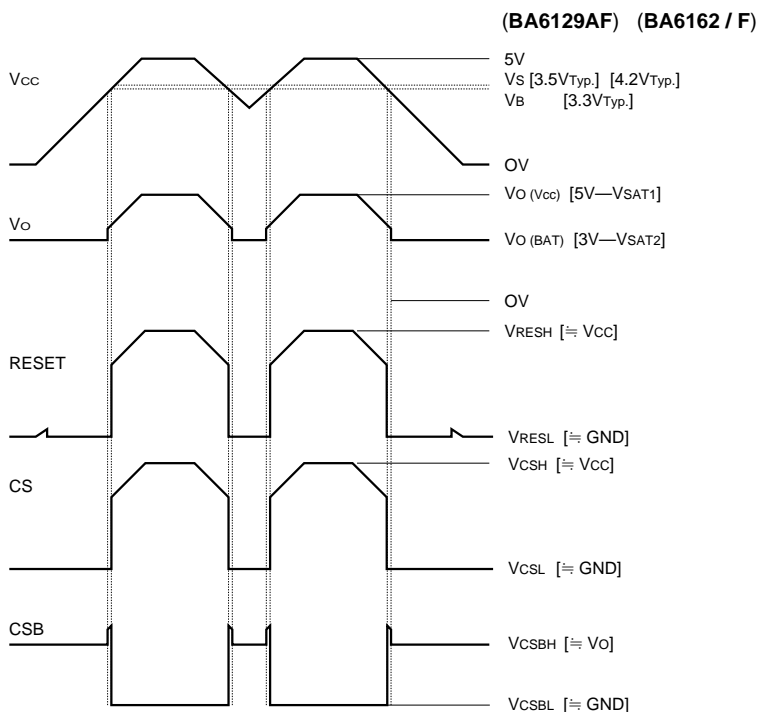 (BA6129AF) (BA6162 / F)
5V
VCC
VS [3.5VTyp.] [4.2VTyp.]
VB [3.3VTyp.]
OV
VO (Vcc) [5V—VSAT1]
VO
VO (BAT) [3V—VSAT2]
OV
VRESH [≒ VCC]
RESET
VRESL [≒ GND]
VCSH [≒ VCC]
CS
VCSL [≒ GND]
CSB
VCSBH [≒ VO]
VCSBL [≒ GND]